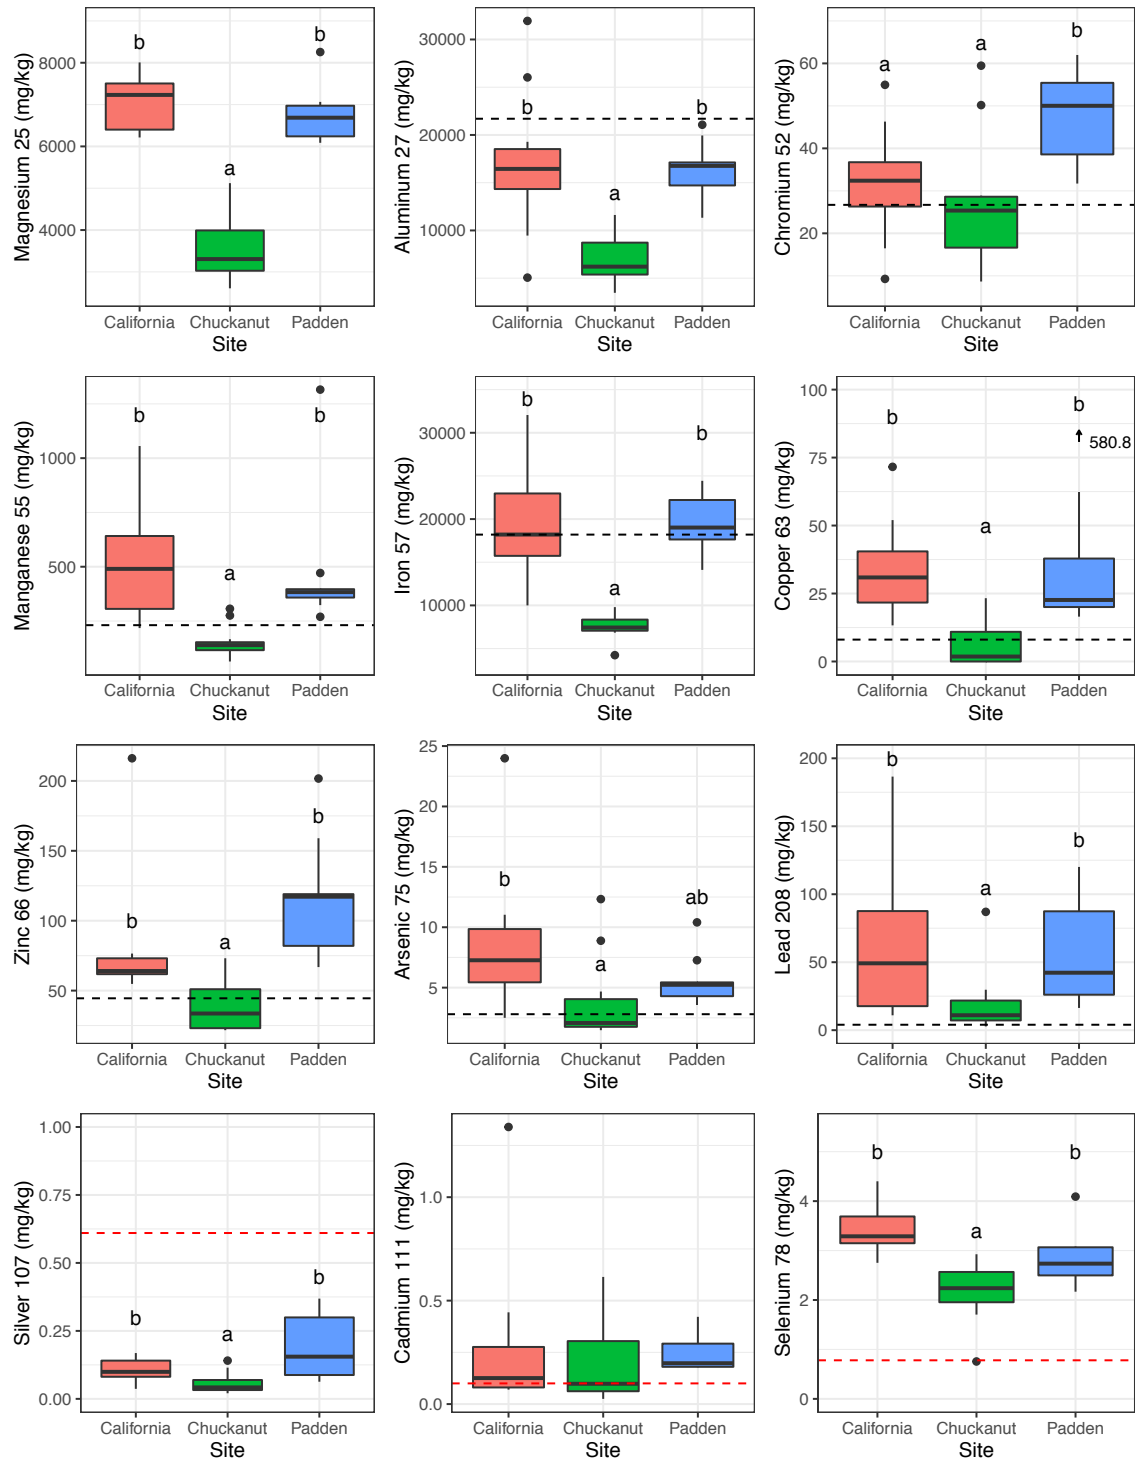 Magnesium 25 (mg/kg)
8000
6000
4000
b
a
b
California Chuckanut Padden
Site
Aluminum 27 (mg/kg)
30000
20000
10000
b
a
b
California Chuckanut Padden
Site
Chromium 52 (mg/kg)
60
40
20
a
a
b
California Chuckanut Padden
Site
Manganese 55 (mg/kg)
1000
500
b
a
b
California Chuckanut Padden
Site
Iron 57 (mg/kg)
30000
20000
10000
b
a
b
California Chuckanut Padden
Site
Copper 63 (mg/kg)
100
75
50
25
0
b
a
b
580.8
California Chuckanut Padden
Site
Zinc 66 (mg/kg)
200
150
100
50
b
a
b
California Chuckanut Padden
Site
Arsenic 75 (mg/kg)
25
20
15
10
5
b
a
ab
California Chuckanut Padden
Site
Lead 208 (mg/kg)
200
150
100
50
0
b
a
b
California Chuckanut Padden
Site
Silver 107 (mg/kg)
1.00
0.75
0.50
0.25
0.00
b
a
b
California Chuckanut Padden
Site
Cadmium 111 (mg/kg)
1.0
0.5
0.0
California Chuckanut Padden
Site
Selenium 78 (mg/kg)
4
2
0
b
a
b
California Chuckanut Padden
Site